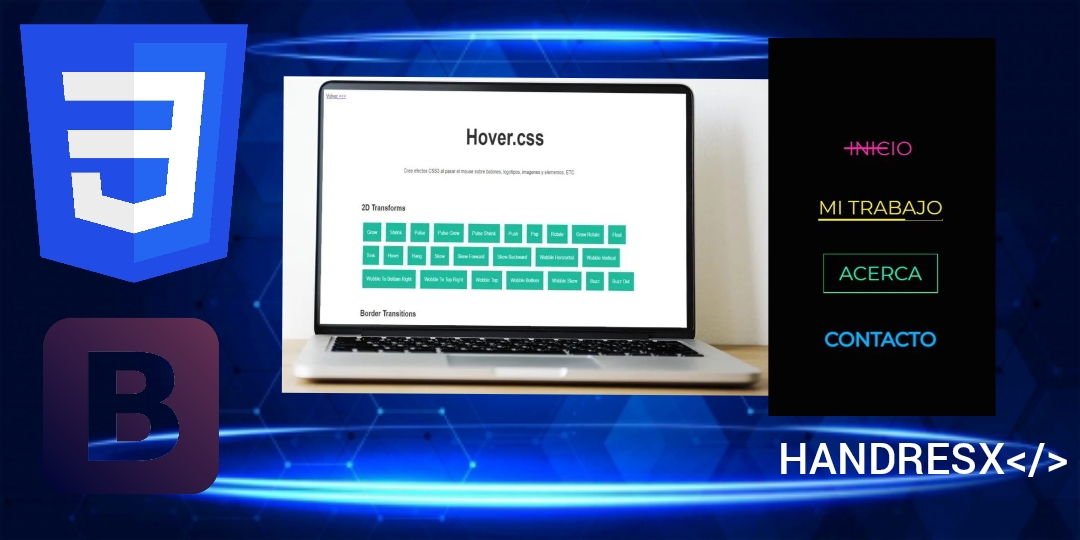 Volver >>>
Hover.css
Cree efectos CSS3 al pasar el mouse sobre botones, logotipos, imagenes y elementos, ETC
2D Transforms
Grow Shrink Pulse Pulse Grow Pulse Shrink Push Pop Rotate Grow Rotate Float
Sink Hover Hang Skew Skew Forward Skew Backward Wobble Horizontal Wobble Vertical
Wobble To Bottom Right Wobble To Top Right Wobble Top Wobble Bottom Wobble Skew Buzz Buzz Out
Border Transitions
INICIO
MI TRABAJO
ACERCA
CONTACTO
B
HANDRESX</>